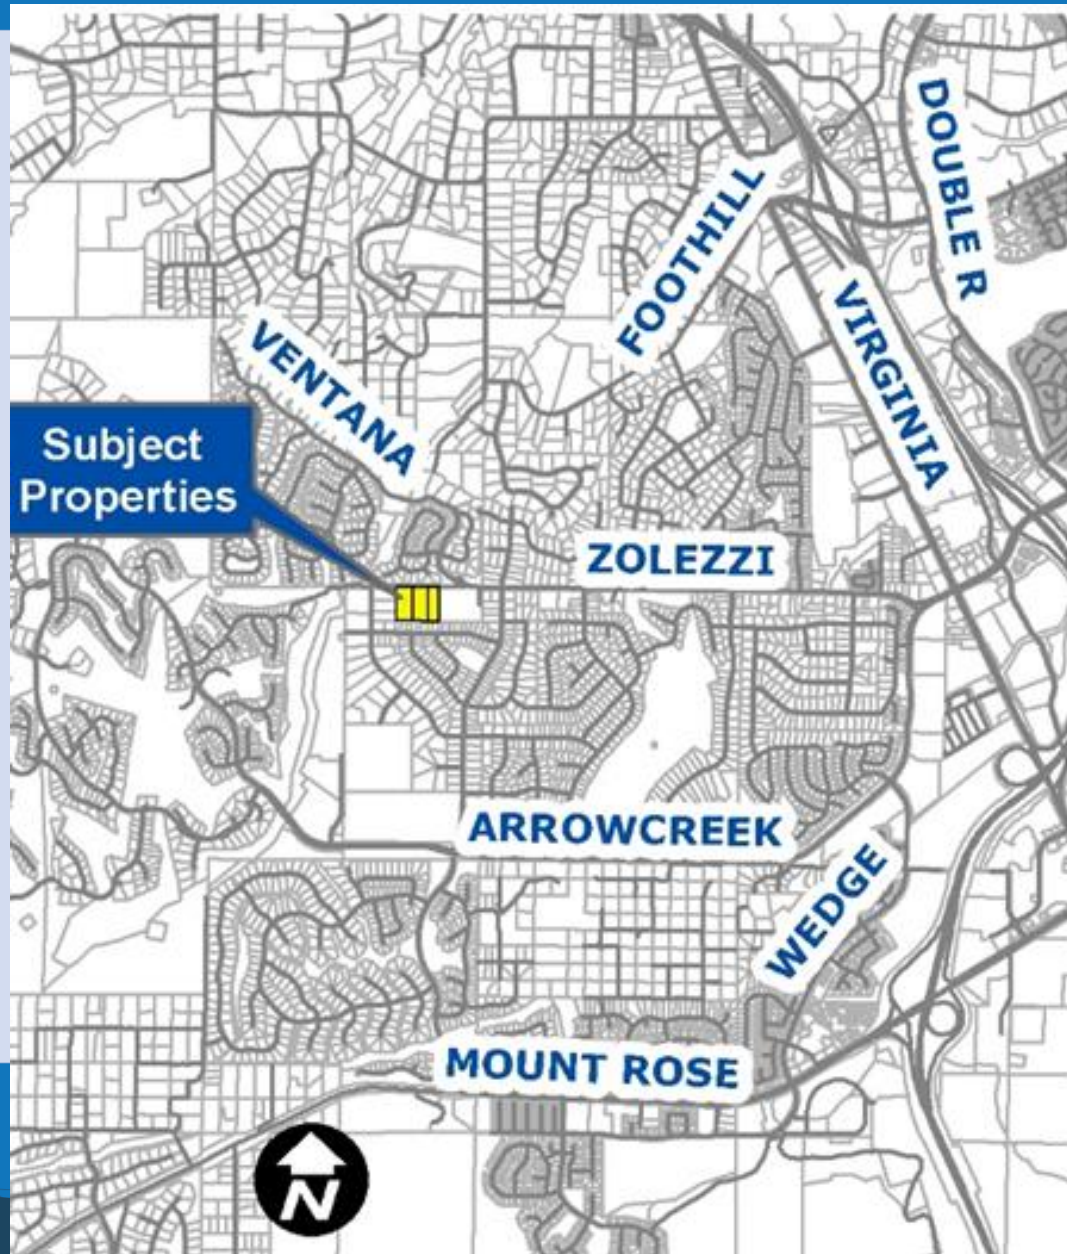 DOUBLE R
FOOTHILL
VIRGINIA
VENTANA
Subject
Properties
ZOLEZZI
ARROWCREEK
WEDGE
MOUNT ROSE
N